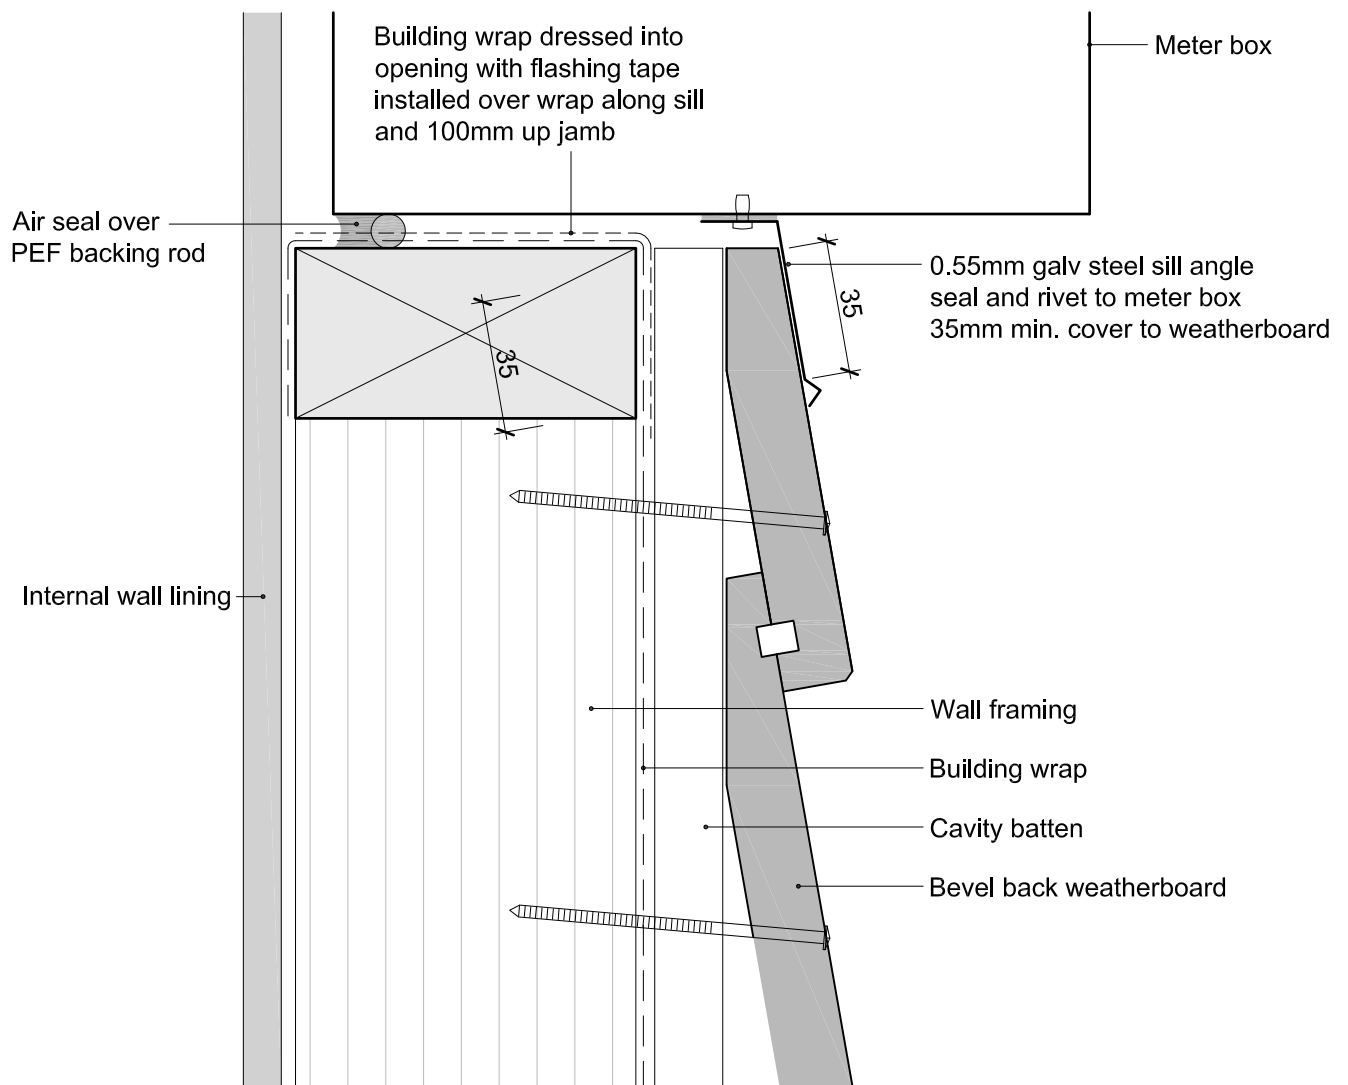 Building wrap dressed into
opening with flashing tape
installed over wrap along sill
and 100mm up jamb
Meter box
Air seal over
PEF backing rod
0.55mm galv steel sill angle
seal and rivet to meter box
35mm min. cover to weatherboard
35
35
Internal wall lining
Wall framing
Building wrap
Cavity batten
Bevel back weatherboard